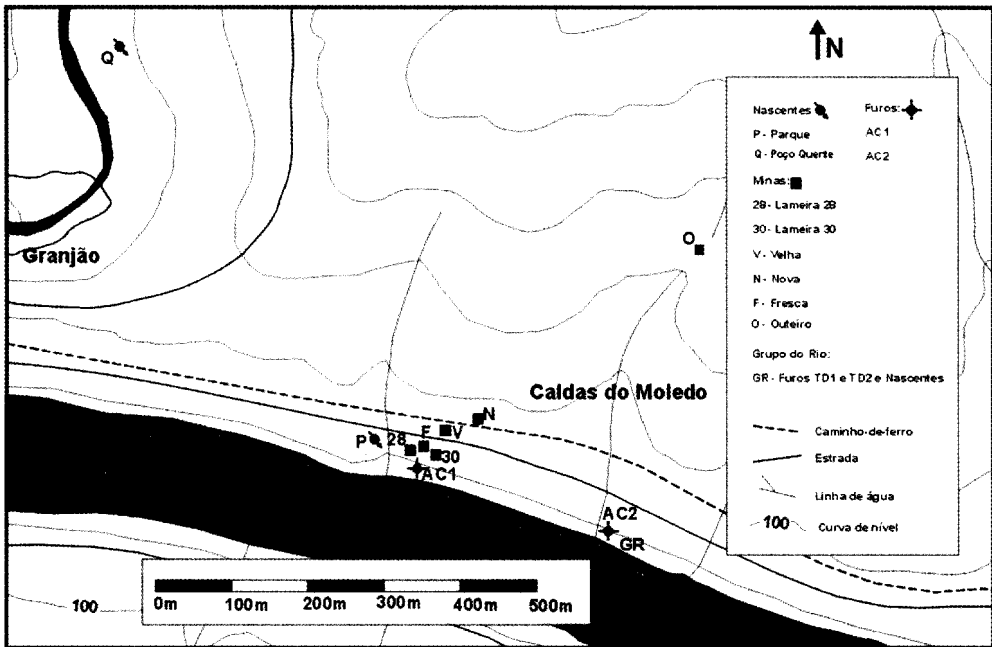 Q
N
Nascentes Furos:
P - Parque AC1
Q - Poço Quente AC2
Minas:
28 - Lameira 28
30 - Lameira 30
V - Velha
N - Nova
F - Fresca
O - Outeiro
Grupo do Rio:
GR - Furos TD1 e TD2 e Nascentes
Caminho-de-ferro
Estrada
Linha de água
100 Curva de nível
O
Granjão
Caldas do Moledo
N
P 28 F V
30
AC1
AC2
GR
0m 100m 200m 300m 400m 500m
100